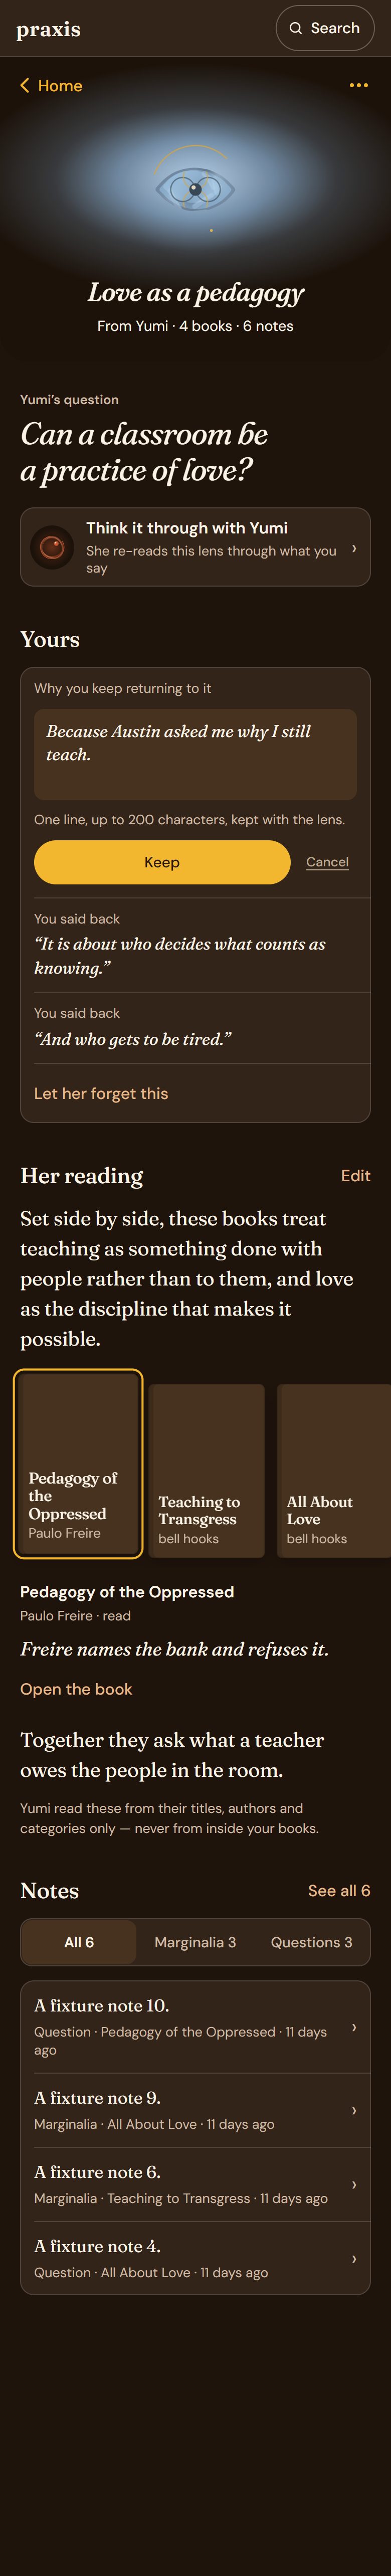 praxis
Search
Home
Love as a pedagogy
From Yumi · 4 books · 6 notes
Yumi’s question
Can a classroom be
a practice of love?
Think it through with Yumi
She re-reads this lens through what you
say
Yours
Why you keep returning to it
Because Austin asked me why I still
teach.
One line, up to 200 characters, kept with the lens.
Keep
Cancel
You said back
“It is about who decides what counts as
knowing.”
You said back
“And who gets to be tired.”
Let her forget this
Her reading
Edit
Set side by side, these books treat
teaching as something done with
people rather than to them, and love
as the discipline that makes it
possible.
Pedagogy of
the
Oppressed
Paulo Freire
Teaching to
Transgress
bell hooks
All About
Love
bell hooks
Pedagogy of the Oppressed
Paulo Freire · read
Freire names the bank and refuses it.
Open the book
Together they ask what a teacher
owes the people in the room.
Yumi read these from their titles, authors and
categories only — never from inside your books.
Notes
See all 6
All 6
Marginalia 3
Questions 3
A fixture note 10.
Question · Pedagogy of the Oppressed · 11 days
ago
A fixture note 9.
Marginalia · All About Love · 11 days ago
A fixture note 6.
Marginalia · Teaching to Transgress · 11 days ago
A fixture note 4.
Question · All About Love · 11 days ago